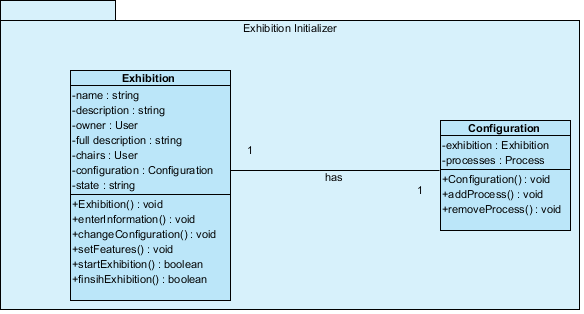 Exhibition Initializer
Exhibition
-name : string
-description : string
-owner : User
-full description : string
-chairs : User
-configuration : Configuration
-state : string
+Exhibition() : void
+enterInformation() : void
+changeConfiguration() : void
+setFeatures() : void
+startExhibition() : boolean
+finsihExhibition() : boolean
1
has
1
Configuration
-exhibition : Exhibition
-processes : Process
+Configuration() : void
+addProcess() : void
+removeProcess() : void